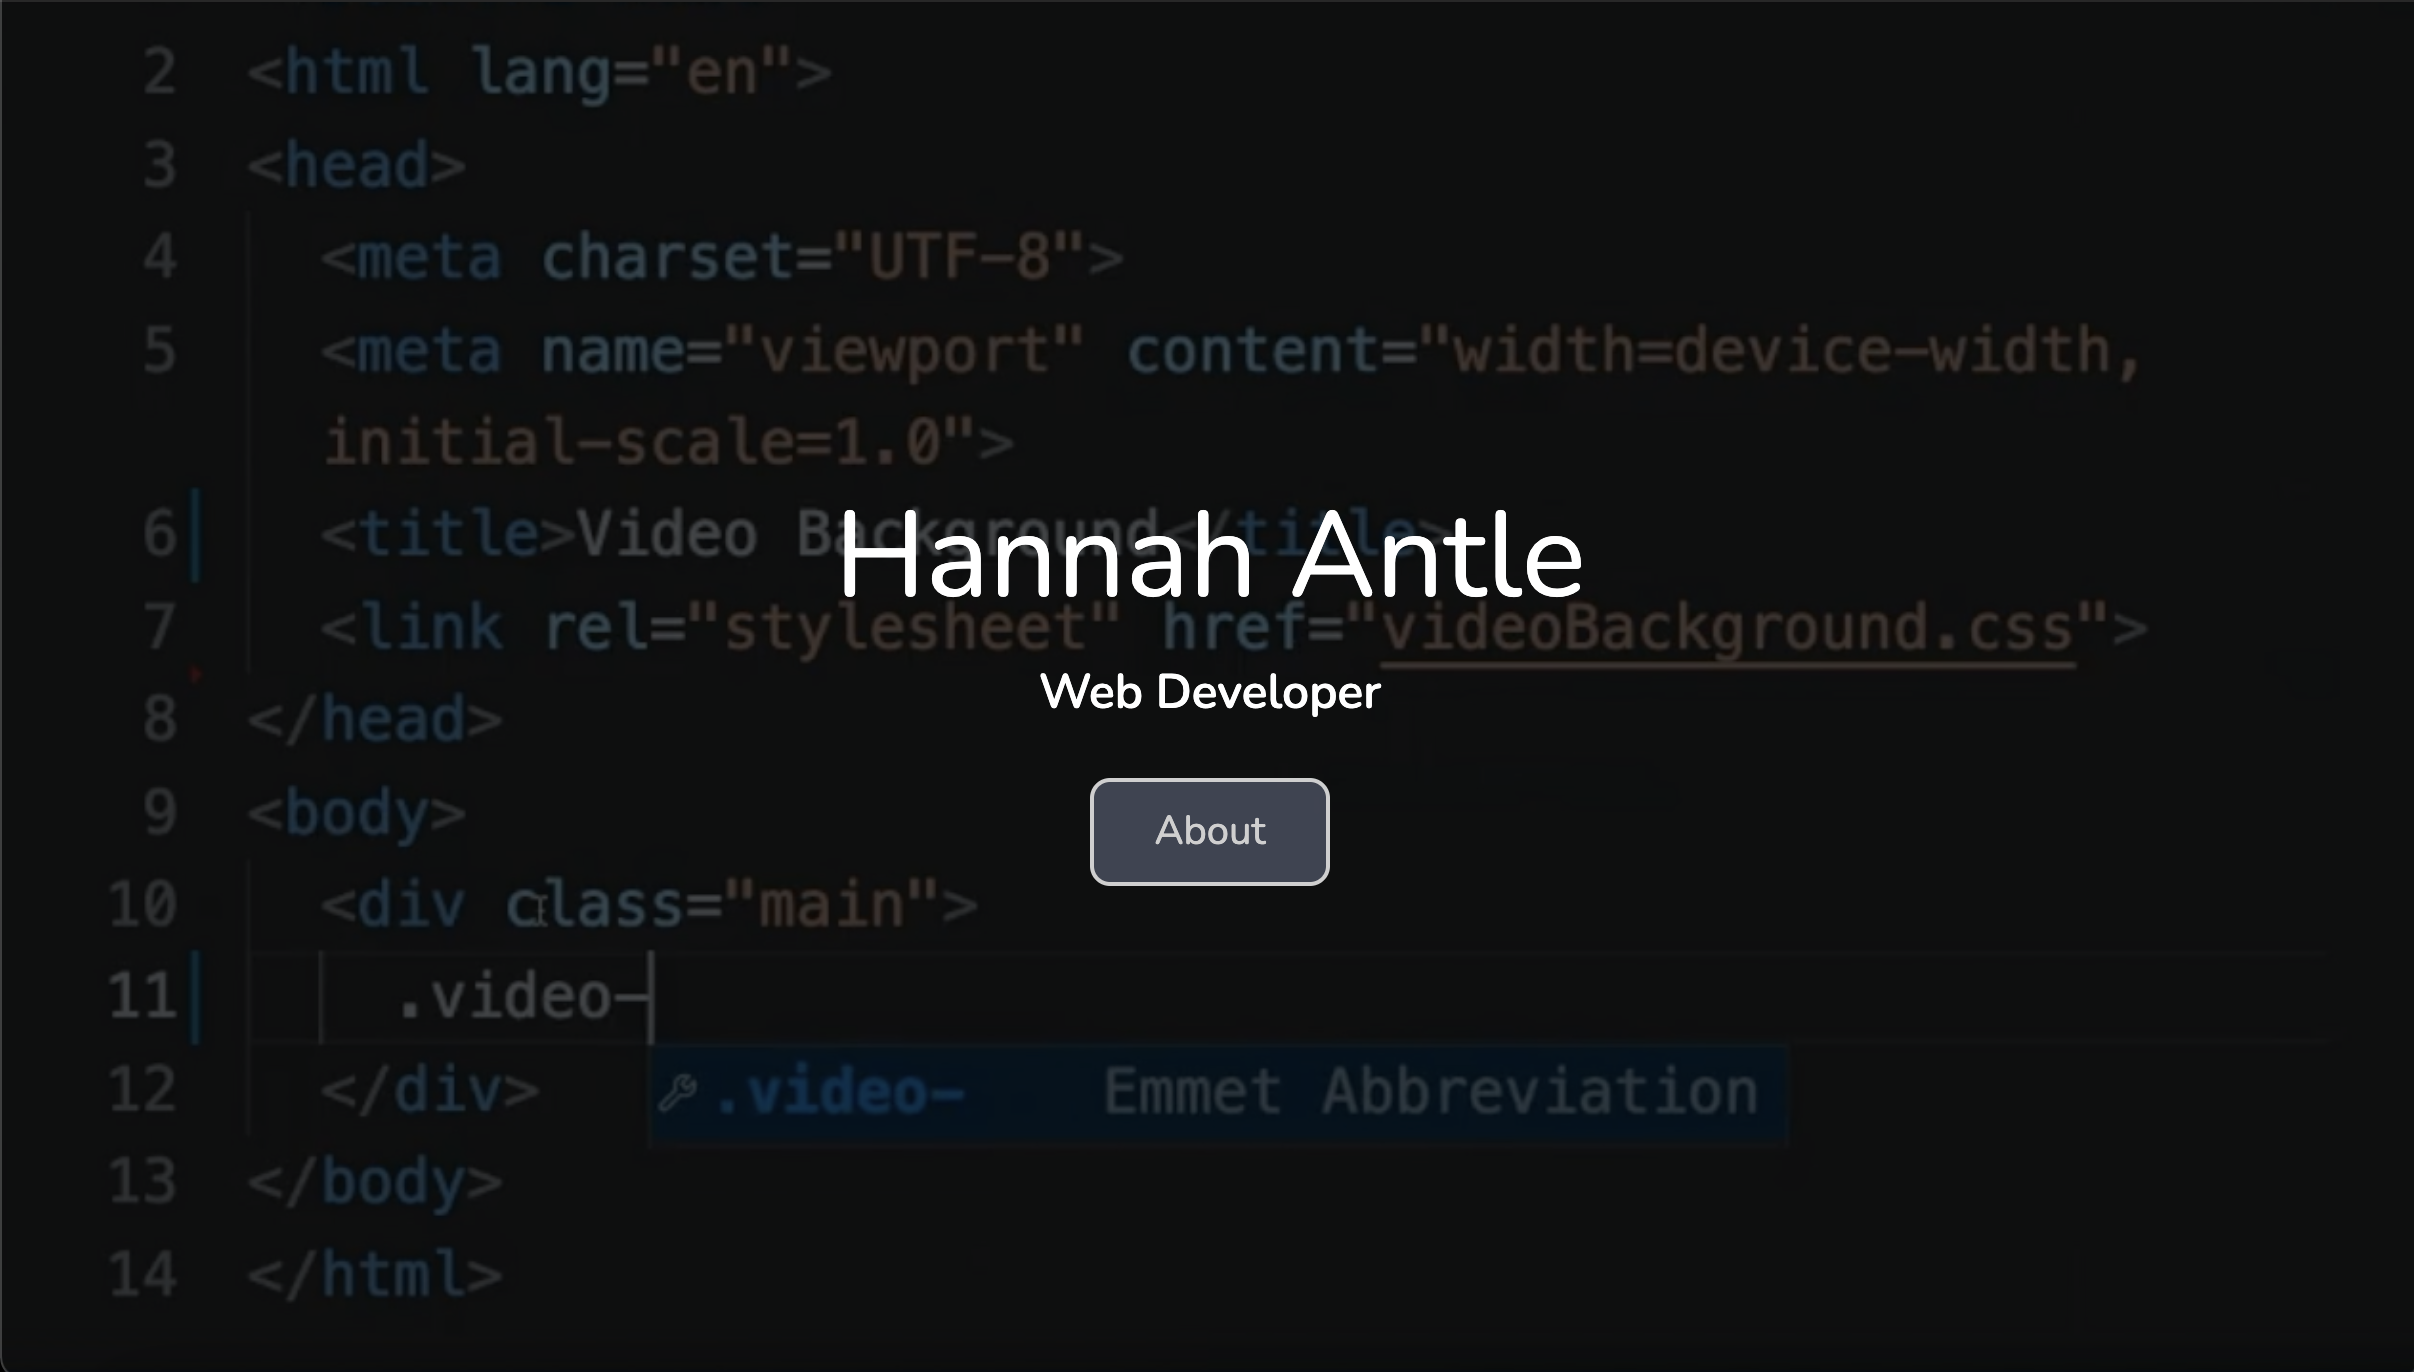 2 <html lang="en">
3 <head>
4 <meta charset="UTF-8">
5 <meta name="viewport" content="width=device-width,
initial-scale=1.0">
6 <title>Video Background</title>
Hannah Antle
7 <link rel="stylesheet" href="videoBackground.css">
Web Developer
8 </head>
9 <body>
About
10 <div class="main">
11 .video-
12 </div> .video- Emmet Abbreviation
13 </body>
14 </html>